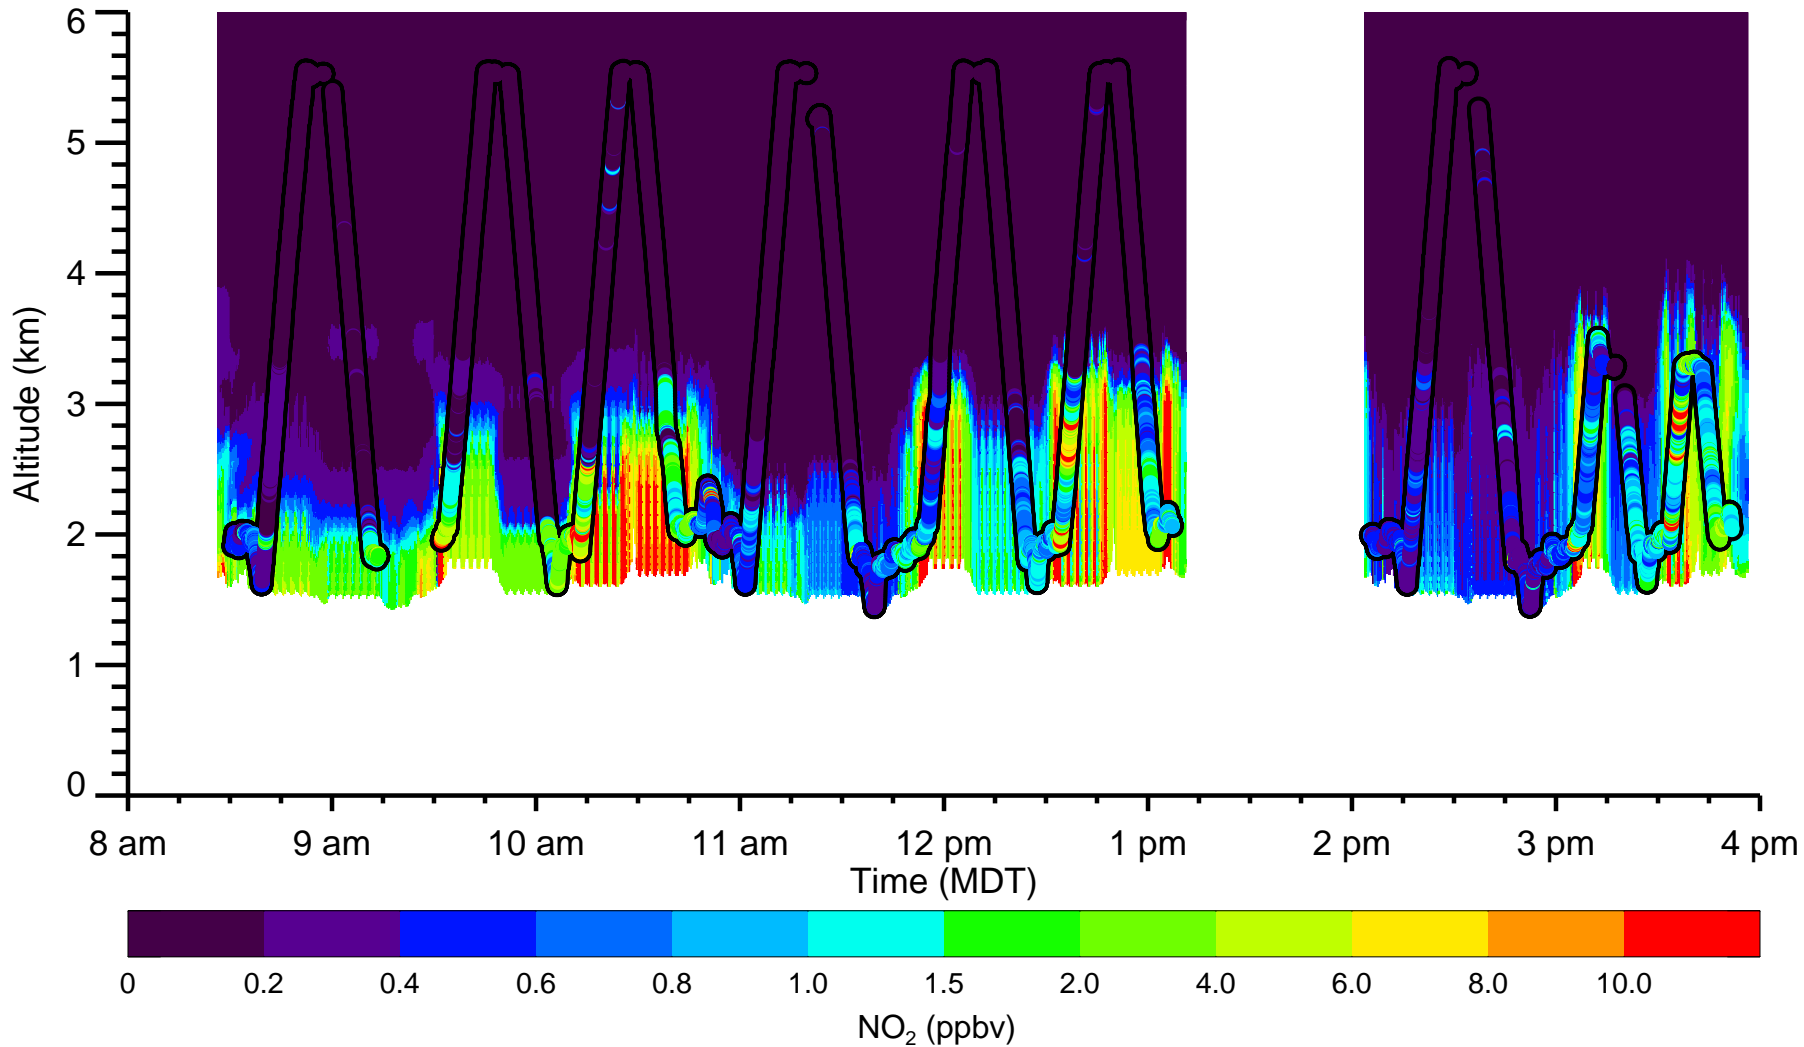 6
5
4
3
2
1
0
Altitude (km)
8 am 9 am 10 am 11 am 12 pm 1 pm 2 pm 3 pm 4 pm
Time (MDT)
0 0.2 0.4 0.6 0.8 1.0 1.5 2.0 4.0 6.0 8.0 10.0
NO₂ (ppbv)